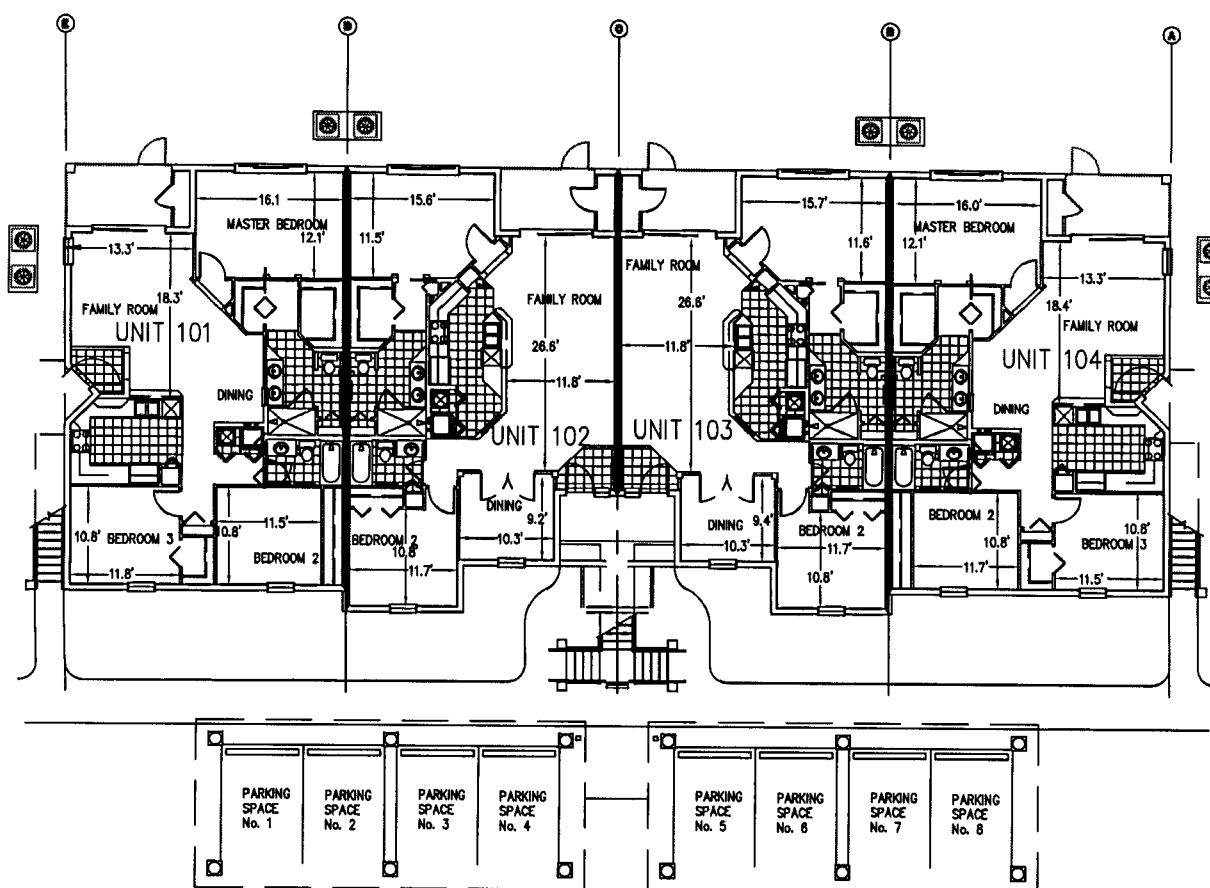 E
D
C
B
A
16.1
MASTER BEDROOM
12.1'
15.6'
11.5'
15.7'
11.6'
16.0'
MASTER BEDROOM
12.1'
13.3'
18.3'
FAMILY ROOM
UNIT 101
DINING
FAMILY ROOM
26.6'
11.8'
UNIT 102
FAMILY ROOM
26.6'
11.8'
UNIT 103
13.3'
18.4'
FAMILY ROOM
UNIT 104
DINING
10.8'
BEDROOM 3
11.8'
11.5'
10.8'
BEDROOM 2
BEDROOM 2
10.8'
11.7'
DINING
9.2'
10.3'
DINING
9.4'
10.3'
BEDROOM 2
11.7'
10.8'
BEDROOM 2
10.8'
11.7'
10.8'
BEDROOM 3
11.5'
PARKING
SPACE
No. 1
PARKING
SPACE
No. 2
PARKING
SPACE
No. 3
PARKING
SPACE
No. 4
PARKING
SPACE
No. 5
PARKING
SPACE
No. 6
PARKING
SPACE
No. 7
PARKING
SPACE
No. 8